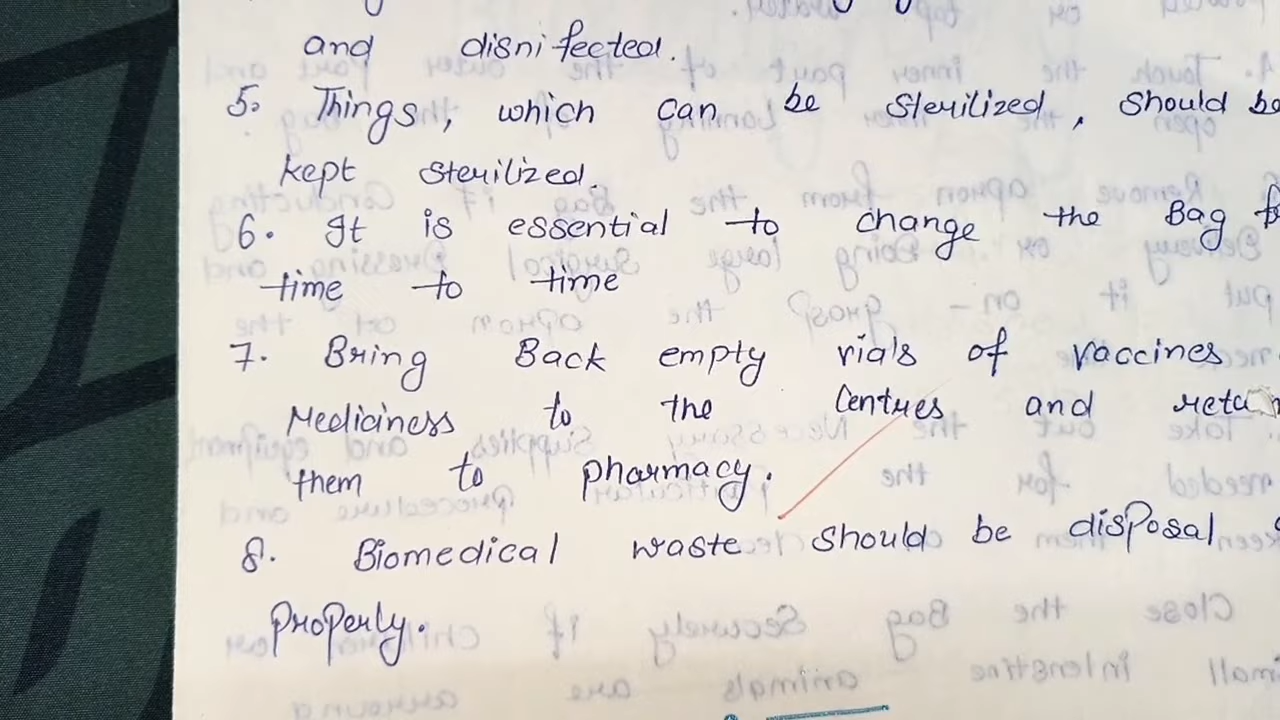 and disnifected.
5. Things, which can be sterilized, should be
kept sterilized.
6. It is essential to change the Bag
time to time
7. Bring Back empty vials of vaccines
Mediciness to the Centres and
them to pharmacy.
8. Biomedical waste should be disposal
Properly.